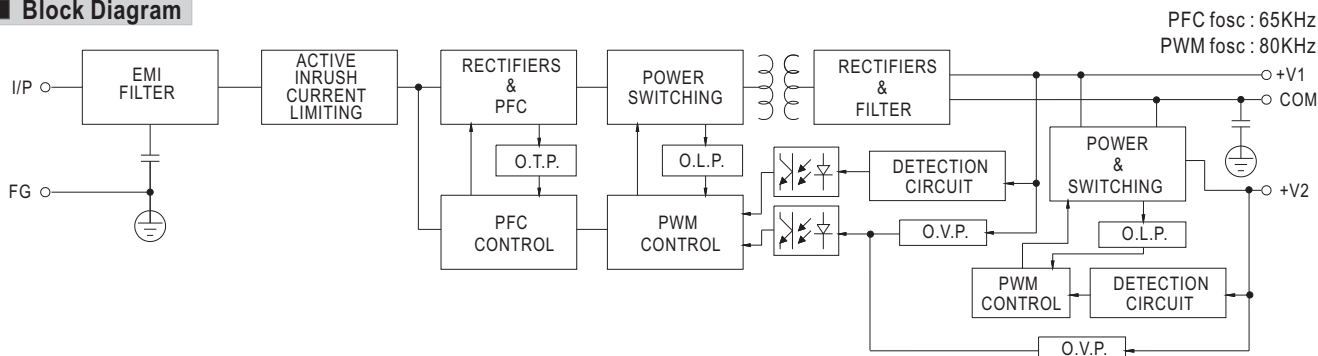 Block Diagram
PFC fosc : 65KHz
PWM fosc : 80KHz
I/P
EMI
FILTER
ACTIVE
INRUSH
CURRENT
LIMITING
RECTIFIERS
&
PFC
POWER
SWITCHING
RECTIFIERS
&
FILTER
+V1
COM
O.T.P.
O.L.P.
DETECTION
CIRCUIT
POWER
&
SWITCHING
FG
+V2
PFC
CONTROL
PWM
CONTROL
O.V.P.
O.L.P.
PWM
CONTROL
DETECTION
CIRCUIT
O.V.P.